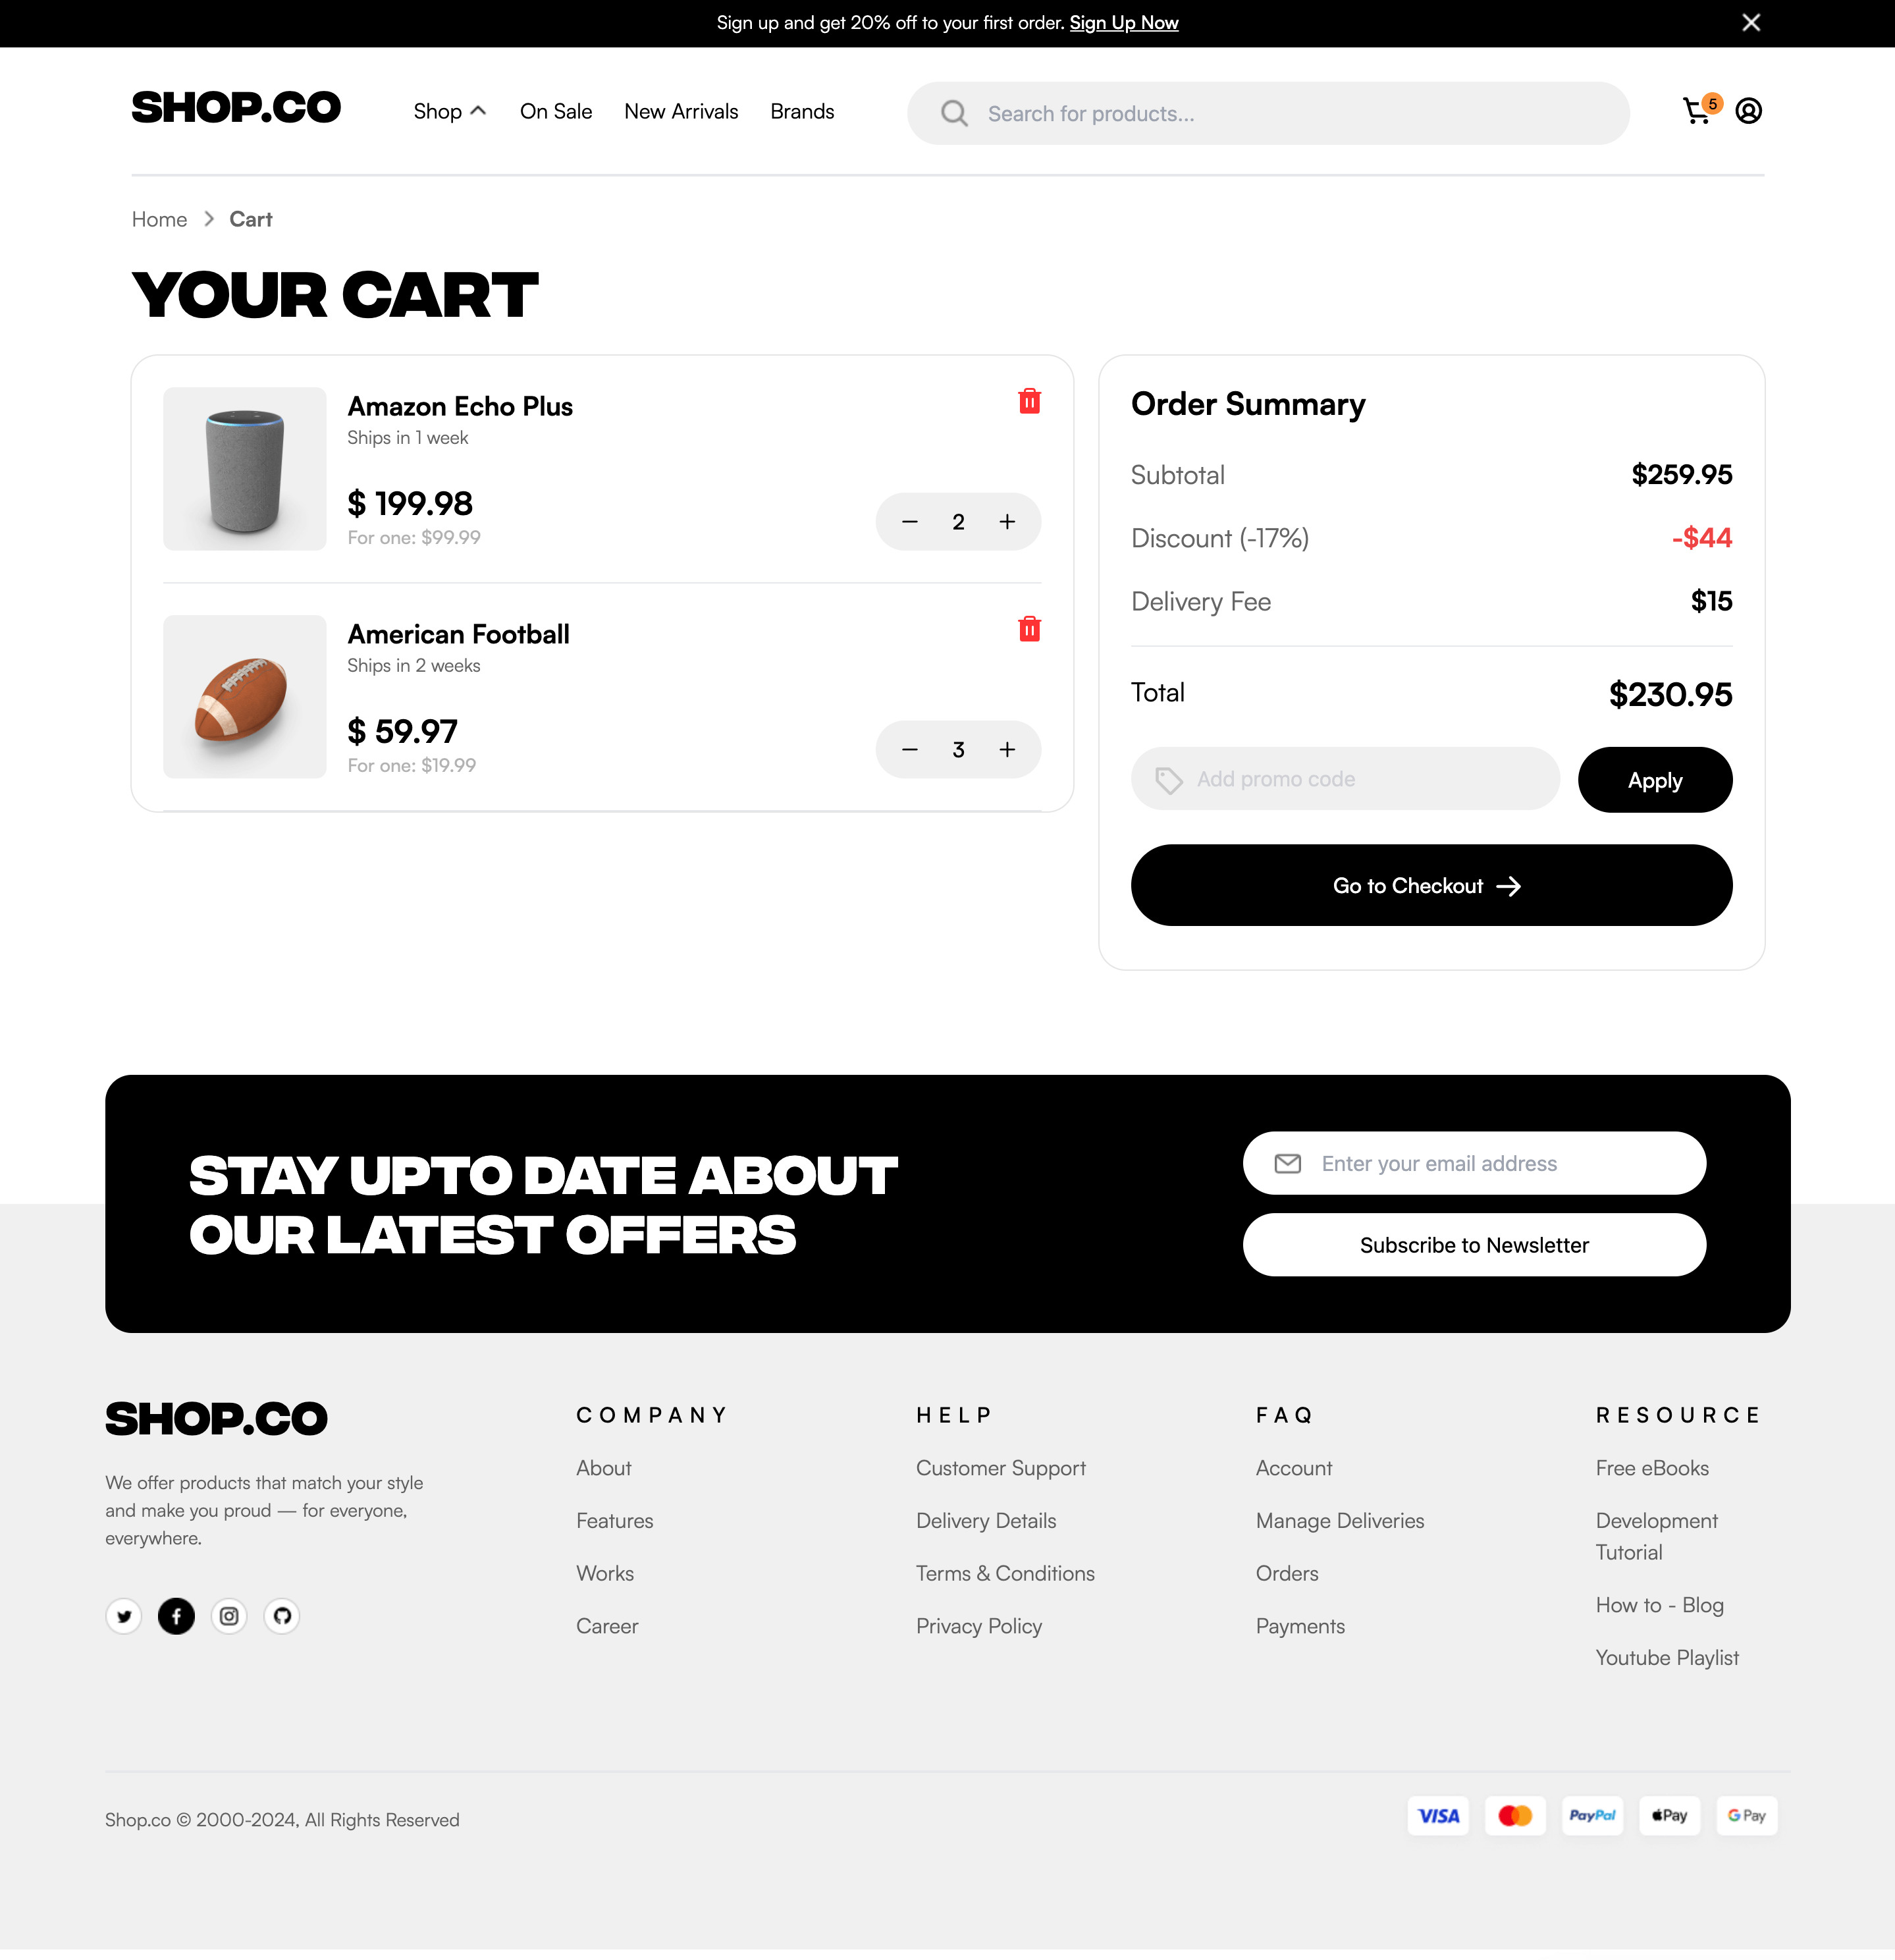 Sign up and get 20% off to your first order. Sign Up Now
SHOP.CO
Shop
On Sale
New Arrivals
Brands
Search for products...
5
Home
Cart
YOUR CART
Amazon Echo Plus
Ships in 1 week
$ 199.98
For one: $99.99
2
American Football
Ships in 2 weeks
$ 59.97
For one: $19.99
3
Order Summary
Subtotal
$259.95
Discount (-17%)
-$44
Delivery Fee
$15
Total
$230.95
Add promo code
Apply
Go to Checkout
STAY UPTO DATE ABOUT
OUR LATEST OFFERS
Enter your email address
Subscribe to Newsletter
SHOP.CO
We offer products that match your style
and make you proud — for everyone,
everywhere.
COMPANY
About
Features
Works
Career
HELP
Customer Support
Delivery Details
Terms & Conditions
Privacy Policy
FAQ
Account
Manage Deliveries
Orders
Payments
RESOURCE
Free eBooks
Development
Tutorial
How to - Blog
Youtube Playlist
Shop.co © 2000-2024, All Rights Reserved
VISA
PayPal
Pay
G Pay